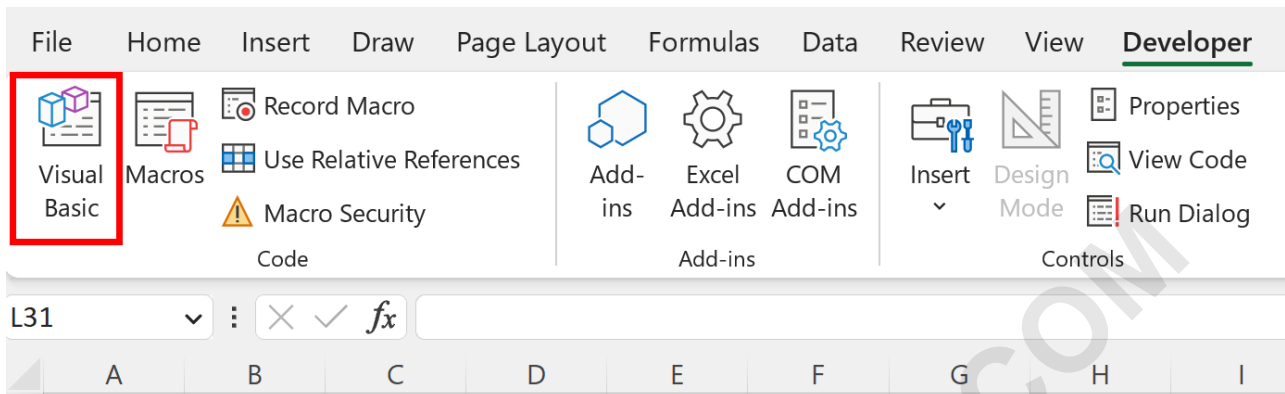 File Home Insert Draw Page Layout Formulas Data Review View Developer
Visual Basic
Macros
Record Macro
Use Relative References
Macro Security
Code
Add-
ins
Excel
Add-ins
COM
Add-ins
Add-ins
Insert
Design
Mode
Properties
View Code
Run Dialog
Controls
L31
fx
A B C D E F G H I
.COM